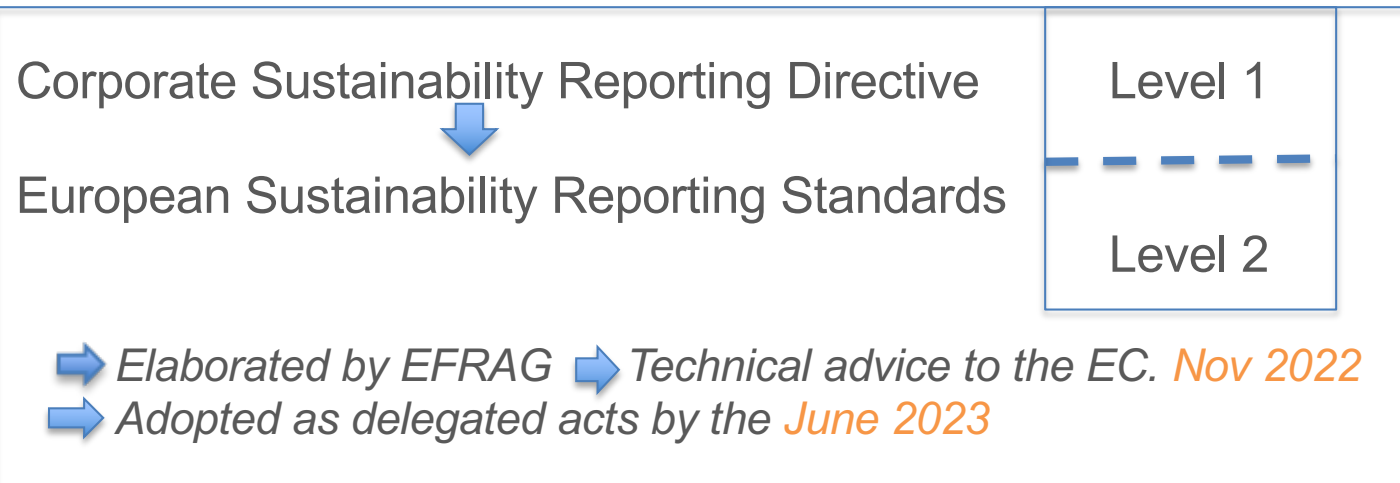 Corporate Sustainability Reporting Directive
Level 1
European Sustainability Reporting Standards
Level 2
Elaborated by EFRAG Technical advice to the EC. Nov 2022
Adopted as delegated acts by the June 2023